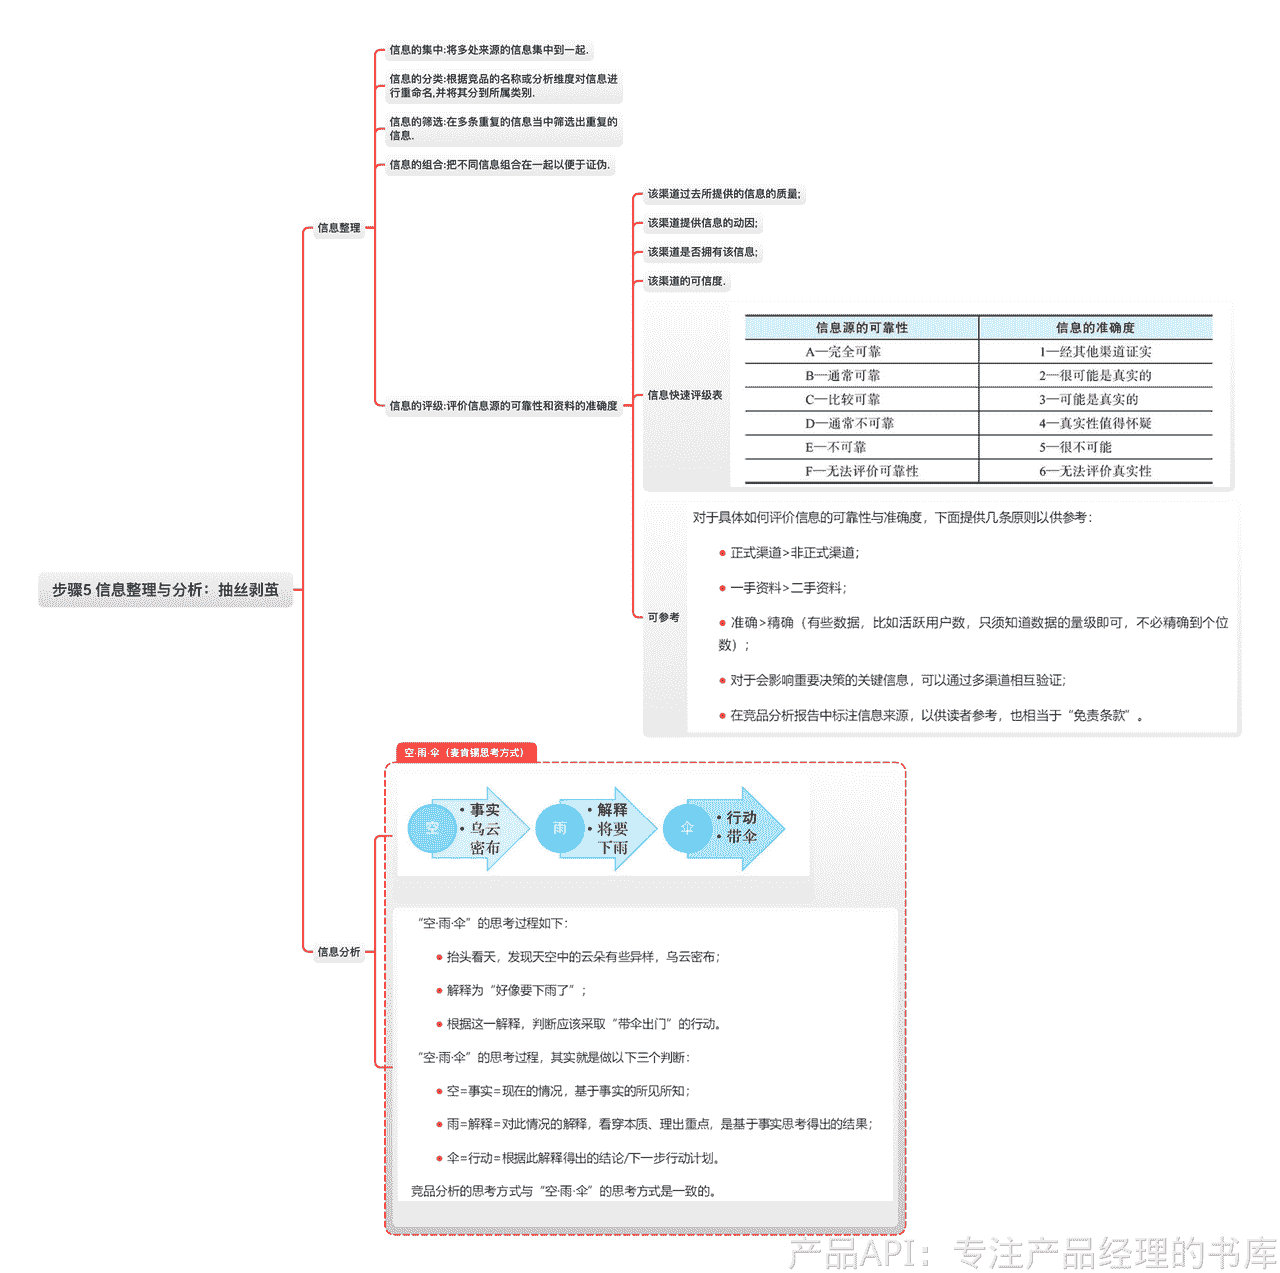 信息的集中:将多处来源的信息集中到一起.
信息的分类:根据竞品的名称或分析维度对信息进
行重命名,并将其分到所属类别.
信息的筛选:在多条重复的信息当中筛选出重复的
信息.
信息的组合:把不同信息组合在一起以便于证伪.
信息整理
该渠道过去所提供的信息的质量;
该渠道提供信息的动因;
该渠道是否拥有该信息;
该渠道的可信度.
信息的评级:评价信息源的可靠性和资料的准确度
信息快速评级表
信息源的可靠性 信息的准确度
A—完全可靠 1—经其他渠道证实
B—通常可靠 2—很可能是真实的
C—比较可靠 3—可能是真实的
D—通常不可靠 4—真实性值得怀疑
E—不可靠 5—很不可能
F—无法评价可靠性 6—无法评价真实性
可参考
对于具体如何评价信息的可靠性与准确度，下面提供几条原则以供参考：
正式渠道>非正式渠道；
一手资料>二手资料；
准确>精确（有些数据，比如活跃用户数，只须知道数据的量级即可，不必精确到个位
数）；
对于会影响重要决策的关键信息，可以通过多渠道相互验证；
在竞品分析报告中标注信息来源，以供读者参考，也相当于“免责条款”。
步骤5 信息整理与分析：抽丝剥茧
信息分析
空·雨·伞（麦肯锡思考方式）
空
• 事实
• 乌云
密布
雨
• 解释
• 将要
下雨
伞
• 行动
• 带伞
“空·雨·伞”的思考过程如下：
抬头看天，发现天空中的云朵有些异样，乌云密布；
解释为“好像要下雨了”；
根据这一解释，判断应该采取“带伞出门”的行动。
“空·雨·伞”的思考过程，其实就是做以下三个判断：
空=事实=现在的情况，基于事实的所见所知；
雨=解释=对此情况的解释，看穿本质、理出重点，是基于事实思考得出的结果；
伞=行动=根据此解释得出的结论/下一步行动计划。
竞品分析的思考方式与“空·雨·伞”的思考方式是一致的。
产品API：专注产品经理的书库